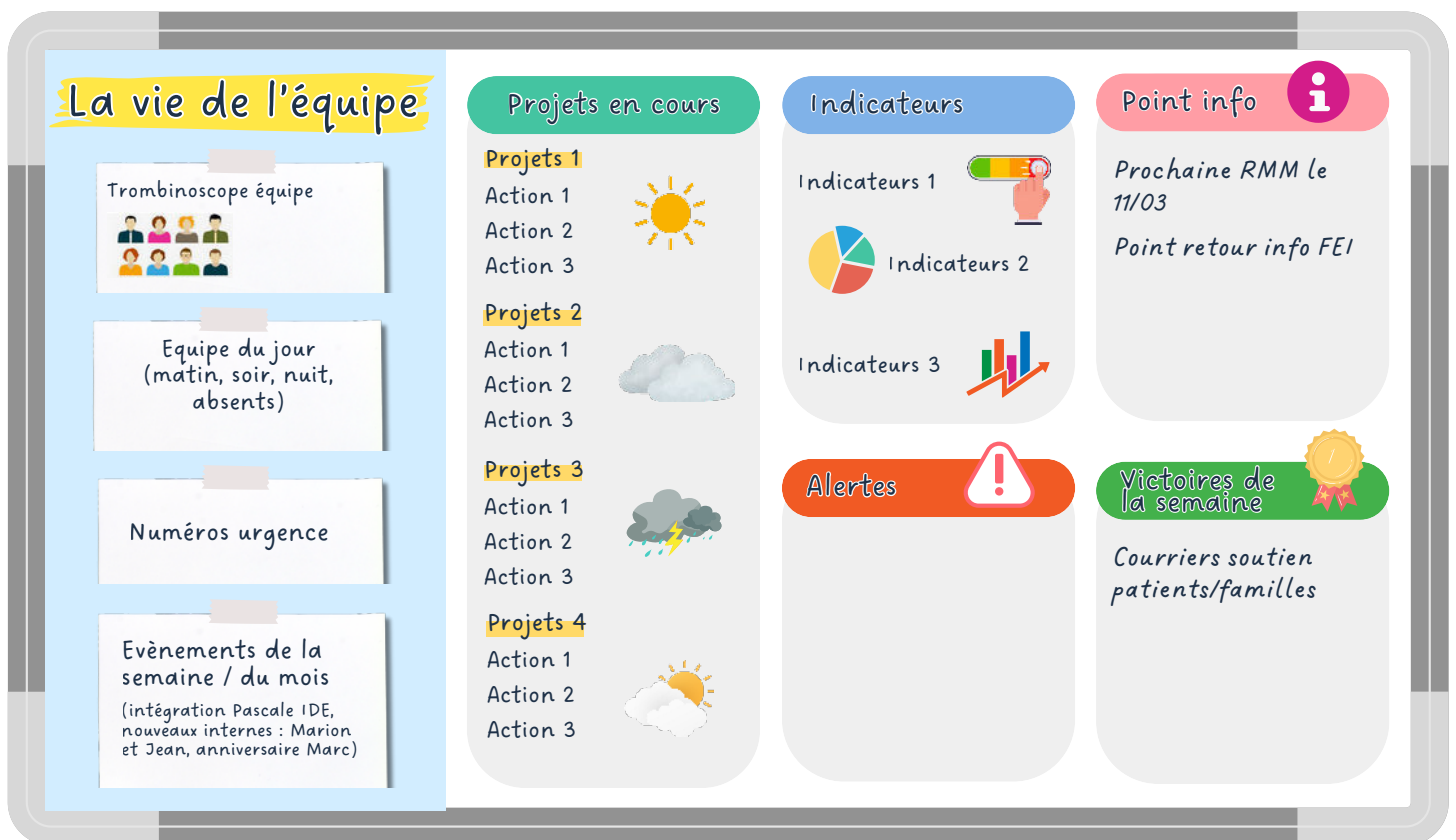 La vie de l'équipe
Trombinoscope équipe
Equipe du jour
(matin, soir, nuit,
absents)
Numéros urgence
Evènements de la
semaine / du mois
(intégration Pascale IDE,
nouveaux internes : Marion
et Jean, anniversaire Marc)
Projets en cours
Projets 1
Action 1
Action 2
Action 3
Projets 2
Action 1
Action 2
Action 3
Projets 3
Action 1
Action 2
Action 3
Projets 4
Action 1
Action 2
Action 3
Indicateurs
Indicateurs 1
Indicateurs 2
Indicateurs 3
Point info
Prochaine RMM le
11/03
Point retour info FEI
Alertes
Victoires de
la semaine
Courriers soutien
patients/familles